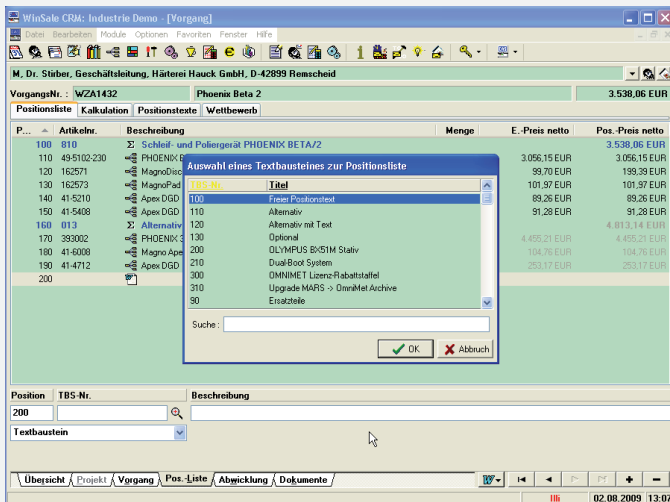 WinSale CRM: Industrie Demo - [Vorgang]
Datei Bearbeiten Module Optionen Favoriten Fenster Hilfe
M, Dr. Stirber, Geschäftsleitung, Härterei Hauck GmbH, D-42899 Remscheid
VorgangsNr. : WZA1432 Phoenix Beta 2 3.538,06 EUR
Positionsliste Kalkulation Positionstexte Wettbewerb
P... Artikelnr. Beschreibung Menge E.-Preis netto Pos.-Preis netto
100 810 Σ Schleif- und Poliergerät PHOENIX BETA/2 3.538,06 EUR
110 49-5102-230 PHOENIX B 3.056,15 EUR 3.056,15 EUR
120 162571 MagnoDisc 99,70 EUR 199,39 EUR
130 162573 MagnoPad 101,97 EUR 101,97 EUR
140 41-5210 Apex DGD 89,26 EUR 89,26 EUR
150 41-5408 Apex DGD 91,28 EUR 91,28 EUR
160 013 Σ Alternativ 4.813,14 EUR
170 393002 PHOENIX 3 4.455,21 EUR 4.455,21 EUR
180 41-6008 Magno Ape 104,76 EUR 104,76 EUR
190 41-4712 Apex DGD 253,17 EUR 253,17 EUR
200
Auswahl eines Textbausteines zur Positionsliste
TBS-Nr. Titel
100 Freier Positionstext
110 Alternativ
120 Alternativ mit Text
130 Optional
200 OLYMPUS BX51M Stativ
210 Dual-Boot System
300 OMNIMET Lizenz-Rabattstaffel
310 Upgrade MARS -> OmniMet Archive
90 Ersatzteile
Suche :
OK Abbruch
Position TBS-Nr. Beschreibung
200
Textbaustein
Übersicht Projekt Vorgang Pos.-Liste Abwicklung Dokumente
Illi 02.08.2009 13:07